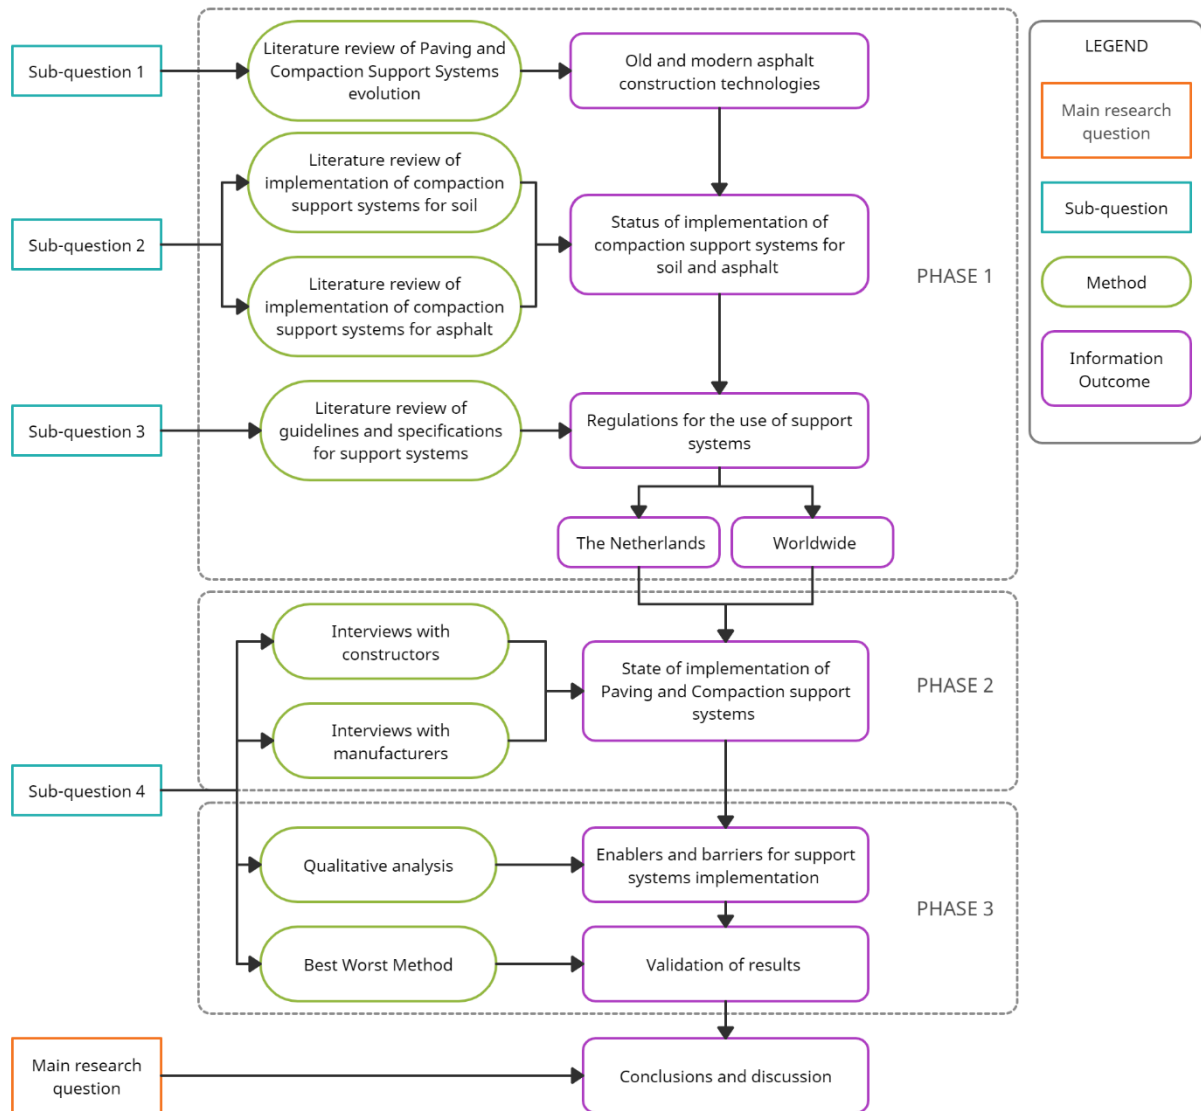 Sub-question 1
Literature review of Paving and
Compaction Support Systems
evolution
Old and modern asphalt
construction technologies
Sub-question 2
Literature review of
implementation of compaction
support systems for soil
Literature review of
implementation of compaction
support systems for asphalt
Status of implementation of
compaction support systems for
soil and asphalt
PHASE 1
Sub-question 3
Literature review of
guidelines and specifications
for support systems
Regulations for the use of support
systems
The Netherlands
Worldwide
Interviews with
constructors
Interviews with
manufacturers
State of implementation of
Paving and Compaction support
systems
PHASE 2
Sub-question 4
Qualitative analysis
Enablers and barriers for support
systems implementation
PHASE 3
Best Worst Method
Validation of results
Main research
question
Conclusions and discussion
LEGEND
Main research
question
Sub-question
Method
Information
Outcome